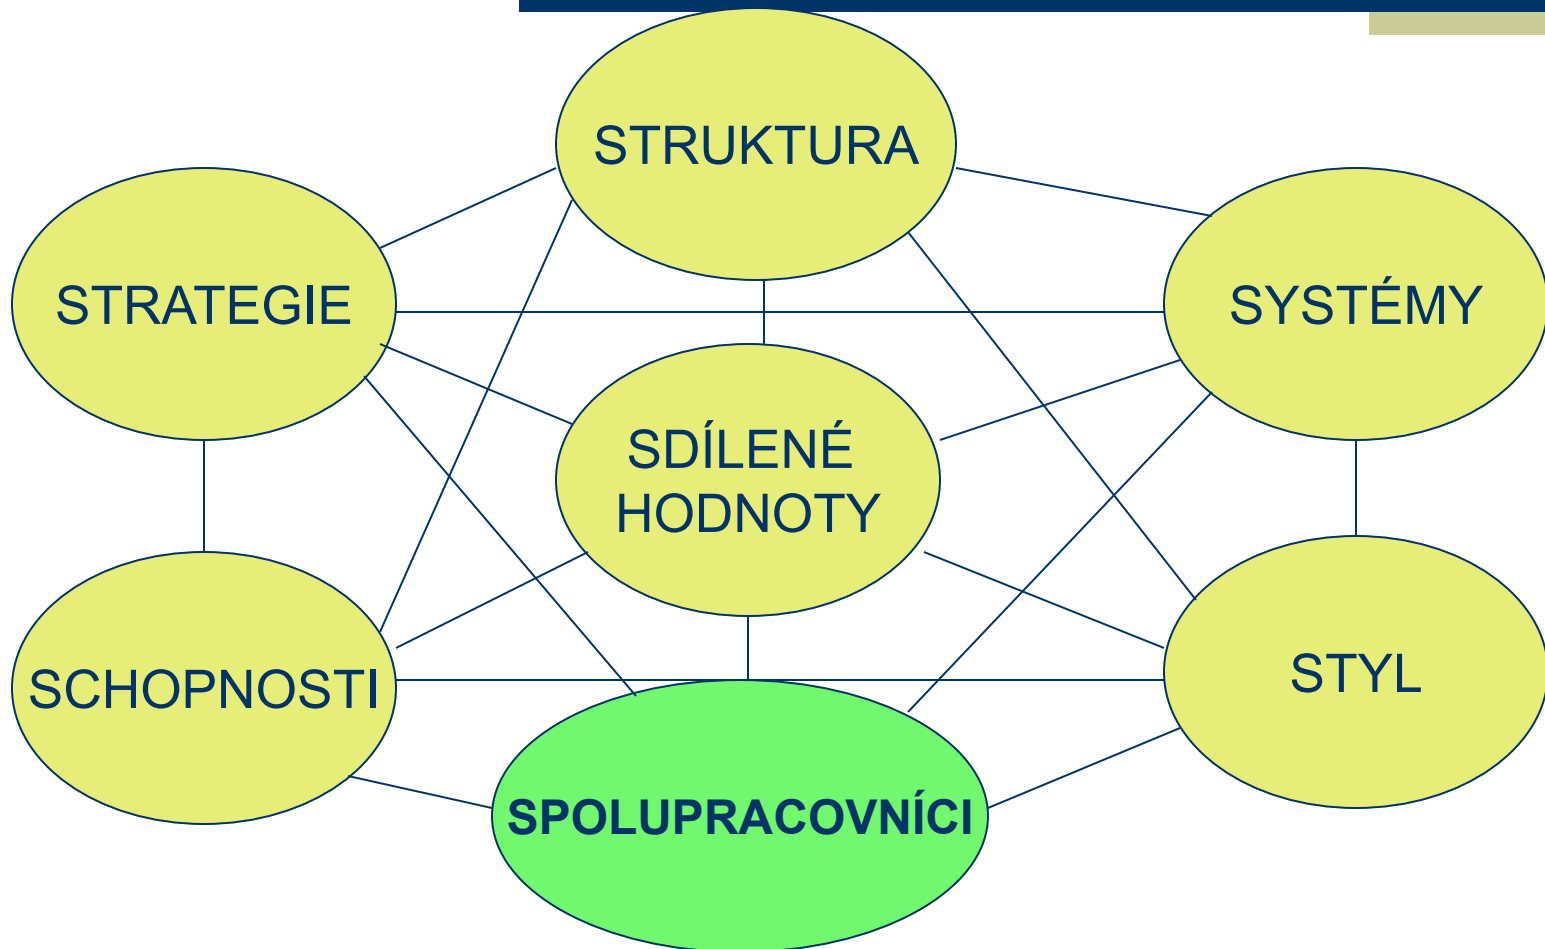 STRUKTURA
STRATEGIE
SYSTÉMY
SDÍLENÉ
HODNOTY
SCHOPNOSTI
STYL
SPOLUPRACOVNÍCI